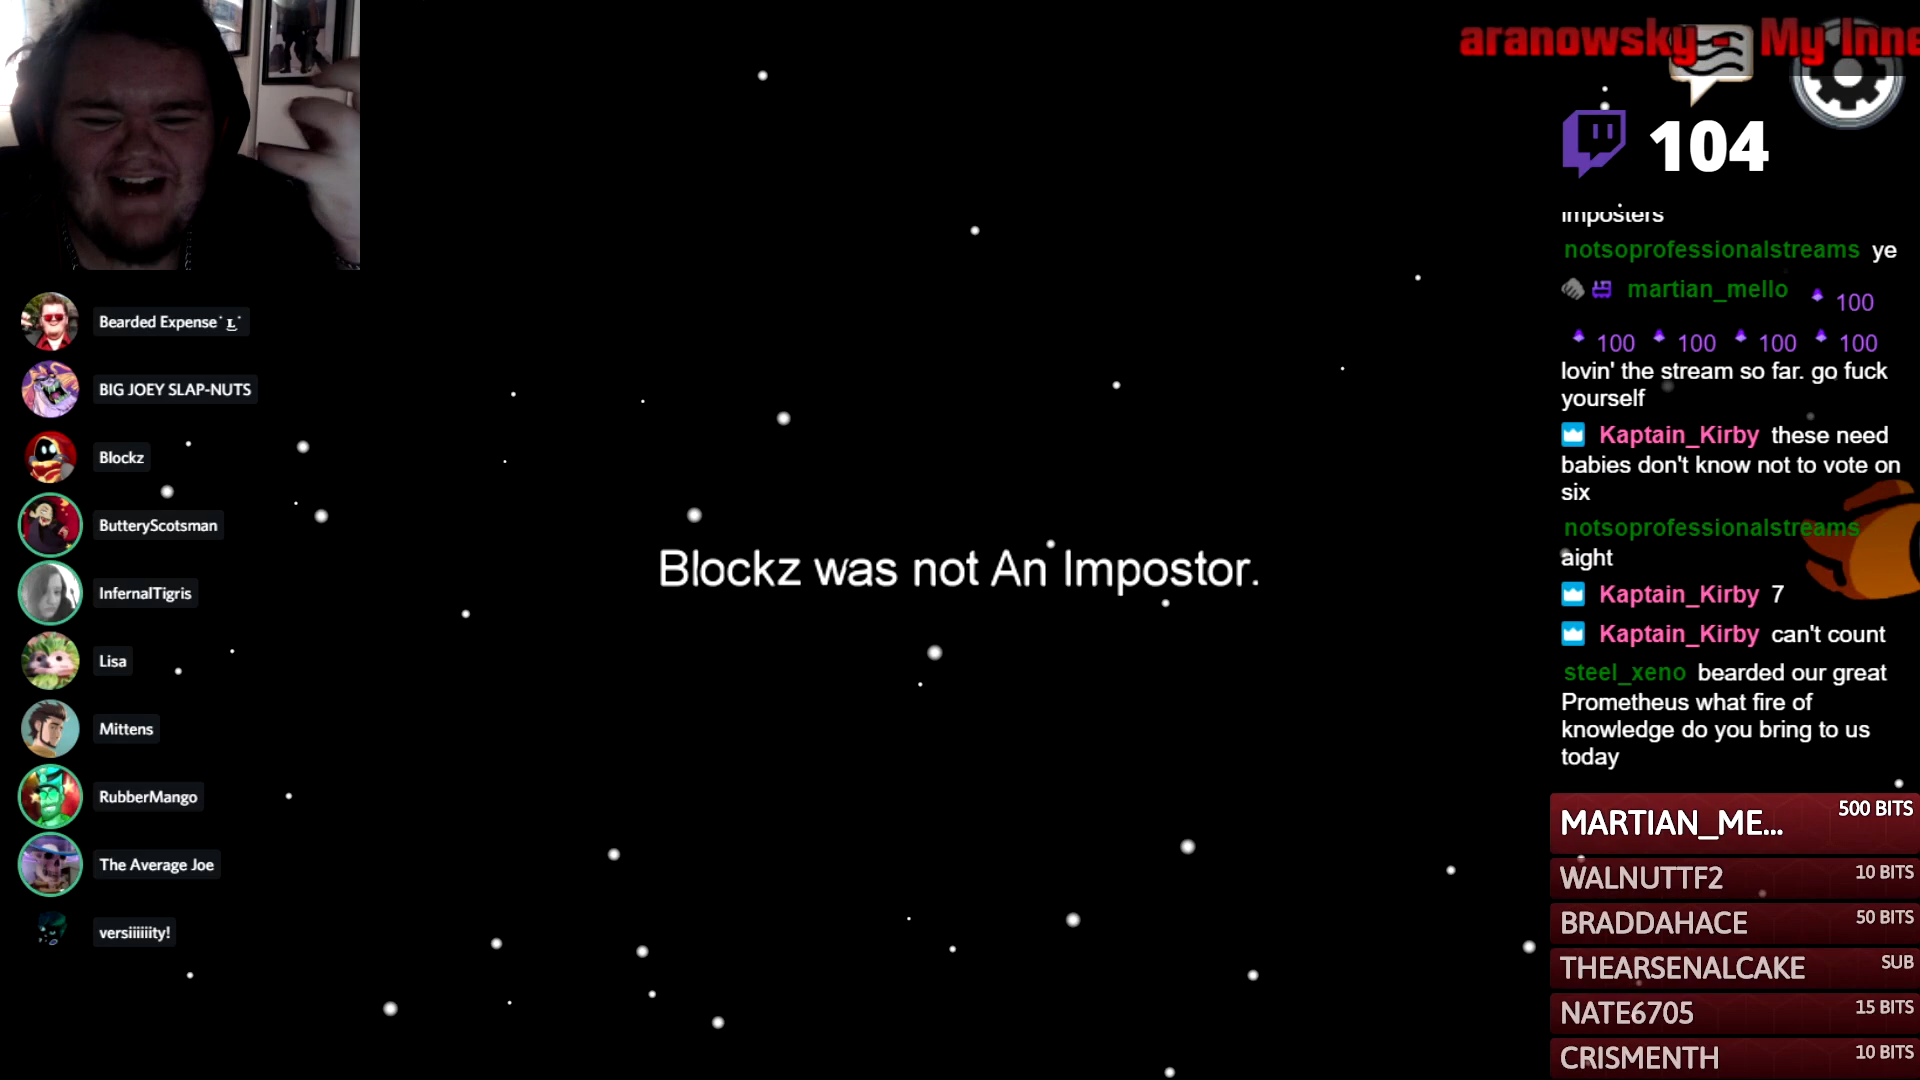 aranowsky - My Inne
104
imposters
notsoprofessionalstreams ye
martian_mello 100
100 100 100 100
lovin' the stream so far. go fuck
yourself
Kaptain_Kirby these need
babies don't know not to vote on
six
notsoprofessionalstreams
aight
Kaptain_Kirby 7
Kaptain_Kirby can't count
steel_xeno bearded our great
Prometheus what fire of
knowledge do you bring to us
today
Bearded Expense
BIG JOEY SLAP-NUTS
Blockz
ButteryScotsman
InfernalTigris
Lisa
Mittens
RubberMango
The Average Joe
versiiiiiity!
Blockz was not An Impostor.
MARTIAN_ME... 500 BITS
WALNUTTF2 10 BITS
BRADDAHACE 50 BITS
THEARSENALCAKE SUB
NATE6705 15 BITS
CRISMENTH 10 BITS